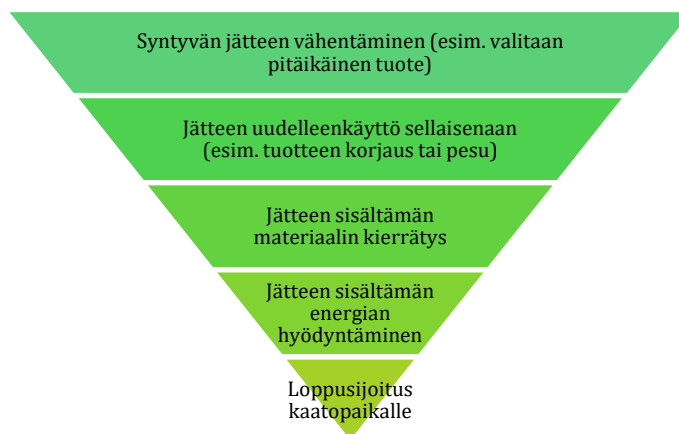 Syntyvän jätteen vähentäminen (esim. valitaan
pitäikäinen tuote)
Jätteen uudelleenkäyttö sellaisenaan
(esim. tuotteen korjaus tai pesu)
Jätteen sisältämän
materiaalin kierrätys
Jätteen sisältämän
energian
hyödyntäminen
Loppusijoitus
kaatopaikalle